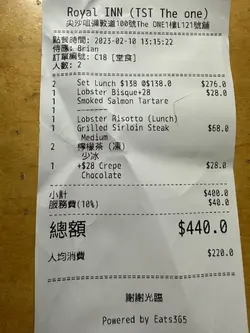 Royal INN (TST The one)
尖沙咀彌敦道100號The ONE1樓L121號舖
點餐時間: 2023-02-10 13:15:22
侍應: Brian
訂單編號: C18 [堂食]
人數: 2
2 Set Lunch $138 @$138.0 $276.0
1 Lobster Bisque+28 $28.0
1 Smoked Salmon Tartare
1 Lobster Risotto (Lunch)
1 Grilled Sirloin Steak $68.0
Medium
2 檸檬茶 (凍)
少冰
1 +$28 Crepe $28.0
Chocolate
小計 $400.0
服務費(10%) $40.0
總額 $440.0
人均消費 $220.0
謝謝光臨
Powered by Eats365